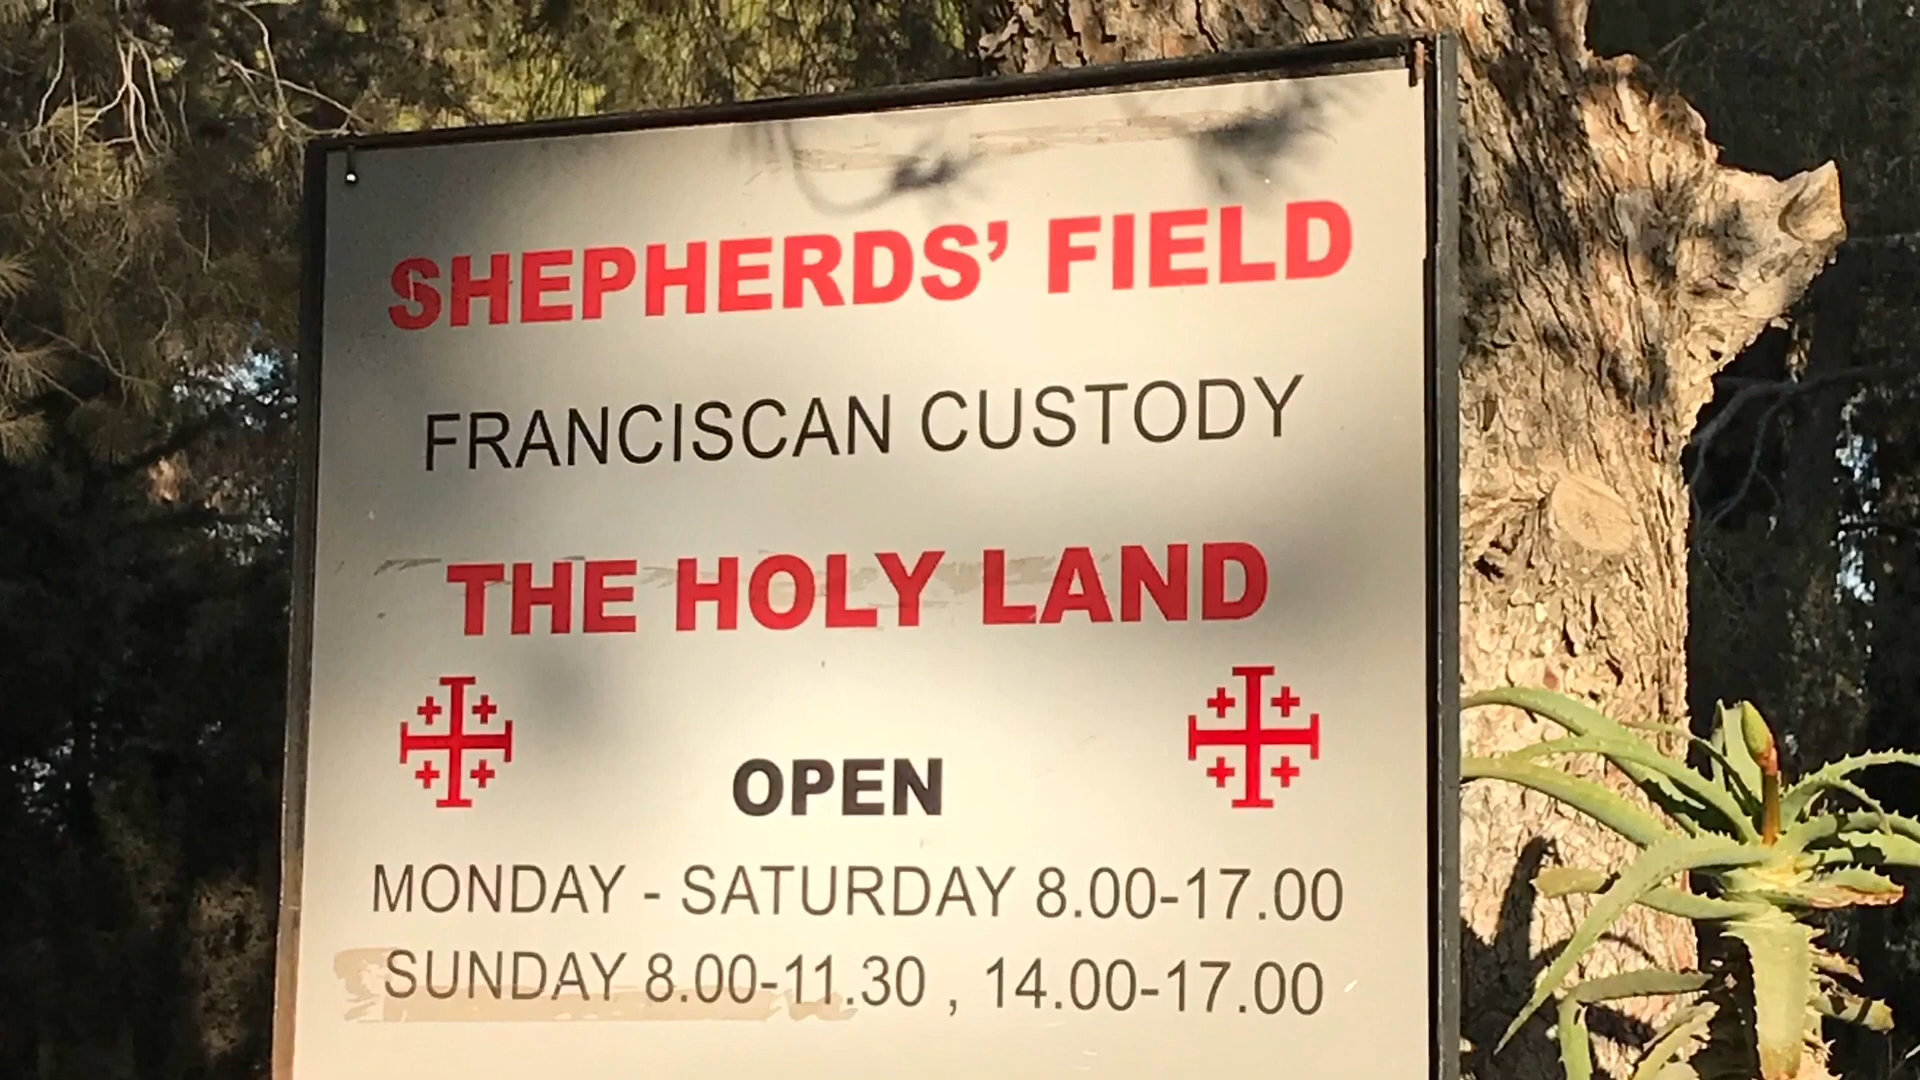 SHEPHERDS’ FIELD
FRANCISCAN CUSTODY
THE HOLY LAND
OPEN
MONDAY - SATURDAY 8.00-17.00
SUNDAY 8.00-11.30 , 14.00-17.00